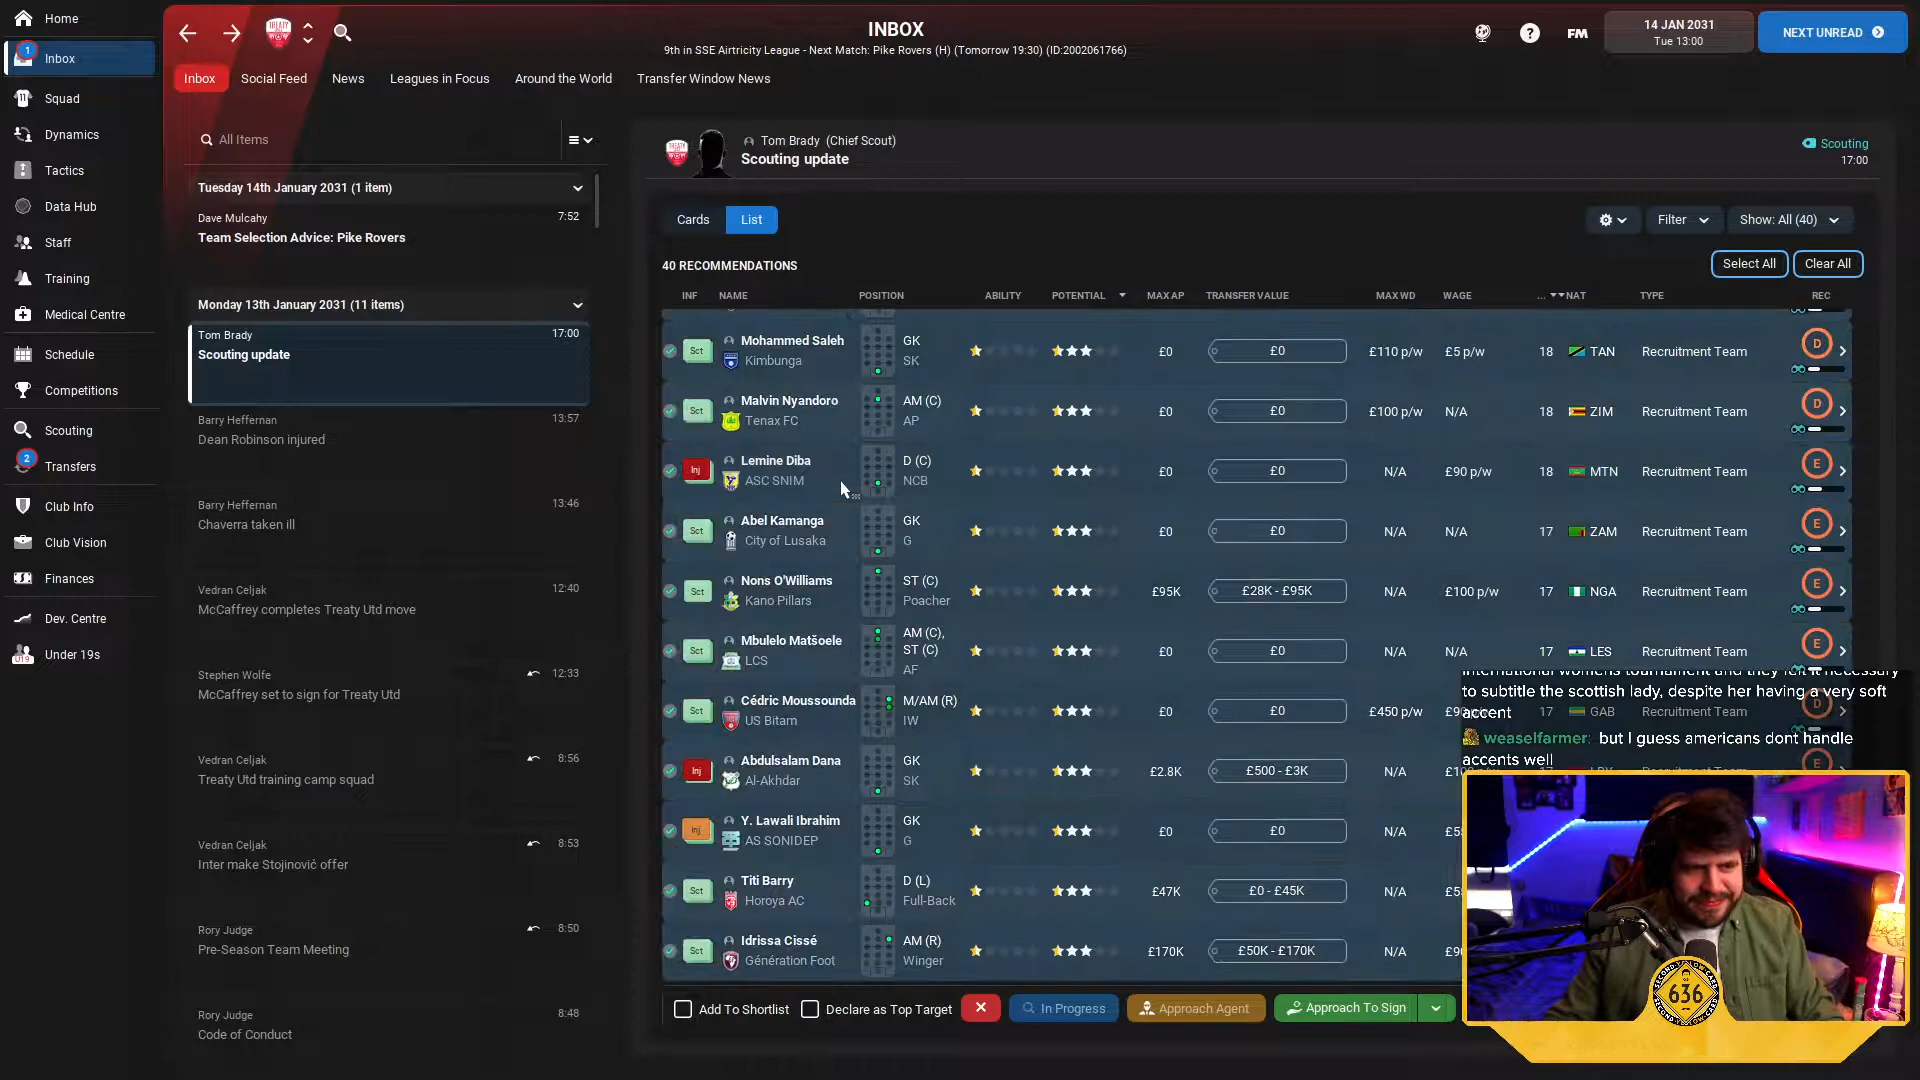 Home
Inbox
1
Squad
Dynamics
Tactics
Data Hub
Staff
Training
Medical Centre
Schedule
Competitions
Scouting
Transfers
2
Club Info
Club Vision
Finances
Dev. Centre
Under 19s
INBOX
9th in SSE Airtricity League - Next Match: Pike Rovers (H) (Tomorrow 19:30) (ID:2002061766)
FM
14 JAN 2031
Tue 13:00
NEXT UNREAD
Inbox
Social Feed
News
Leagues in Focus
Around the World
Transfer Window News
All Items
Tuesday 14th January 2031 (1 item)
Dave Mulcahy 7:52
Team Selection Advice: Pike Rovers
Monday 13th January 2031 (11 items)
Tom Brady 17:00
Scouting update
Barry Heffernan 13:57
Dean Robinson injured
Barry Heffernan 13:46
Chaverra taken ill
Vedran Celjak 12:40
McCaffrey completes Treaty Utd move
Stephen Wolfe 12:33
McCaffrey set to sign for Treaty Utd
Vedran Celjak 8:56
Treaty Utd training camp squad
Vedran Celjak 8:53
Inter make Stojinović offer
Rory Judge 8:50
Pre-Season Team Meeting
Rory Judge 8:48
Code of Conduct
Tom Brady (Chief Scout)
Scouting update
Scouting
17:00
Cards
List
Filter
Show: All (40)
40 RECOMMENDATIONS
Select All
Clear All
INF NAME POSITION ABILITY POTENTIAL MAX AP TRANSFER VALUE MAX WD WAGE ... NAT TYPE REC
Sct Mohammed Saleh GK £0 £0 £110 p/w £5 p/w 18 TAN Recruitment Team D
Kimbunga SK
Sct Malvin Nyandoro AM (C) £0 £0 £100 p/w N/A 18 ZIM Recruitment Team D
Tenax FC AP
Inj Lemine Diba D (C) £0 £0 N/A £90 p/w 18 MTN Recruitment Team E
ASC SNIM NCB
Sct Abel Kamanga GK £0 £0 N/A N/A 17 ZAM Recruitment Team E
City of Lusaka G
Sct Nons O'Williams ST (C) £95K £28K - £95K N/A £100 p/w 17 NGA Recruitment Team E
Kano Pillars Poacher
Sct Mbulelo Matšoele AM (C), ST (C) £0 £0 N/A N/A 17 LES Recruitment Team E
LCS AF
Sct Cédric Moussounda M/AM (R) £0 £0 £450 p/w 17 GAB Recruitment Team D
US Bitam IW
Inj Abdulsalam Dana GK £2.8K £500 - £3K N/A
Al-Akhdar SK
Inj Y. Lawali Ibrahim GK £0 £0 N/A
AS SONIDEP G
Sct Titi Barry D (L) £47K £0 - £45K N/A
Horoya AC Full-Back
Sct Idrissa Cissé AM (R) £170K £50K - £170K N/A
Génération Foot Winger
to subtitle the scottish lady, despite her having a very soft
accent
weaselfarmer: but I guess americans dont handle
accents well
Add To Shortlist
Declare as Top Target
In Progress
Approach Agent
Approach To Sign
636